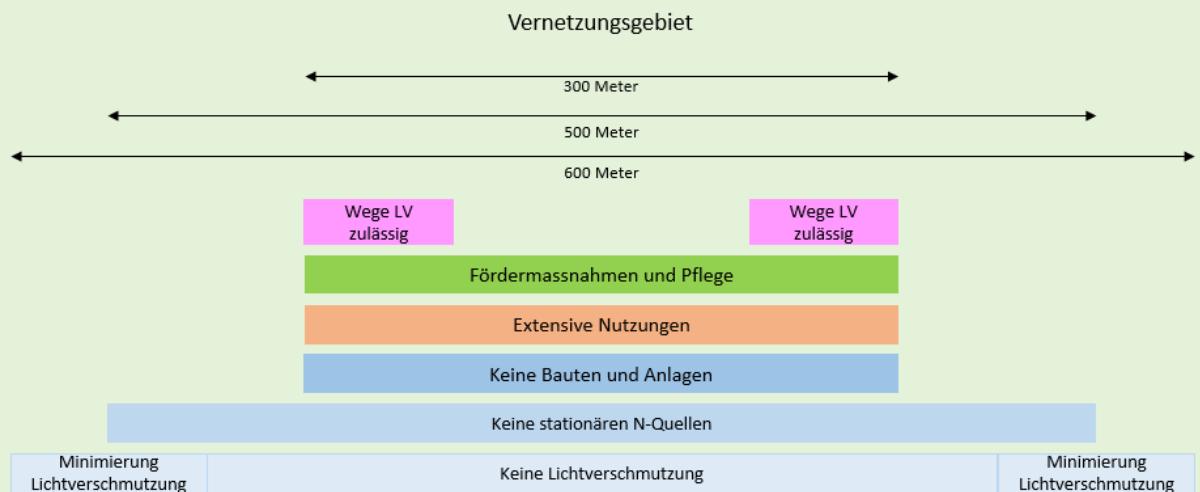 Vernetzungsgebiet
300 Meter
500 Meter
600 Meter
Wege LV
zulässig
Wege LV
zulässig
Fördermassnahmen und Pflege
Extensive Nutzungen
Keine Bauten und Anlagen
Keine stationären N-Quellen
Minimierung
Lichtverschmutzung
Keine Lichtverschmutzung
Minimierung
Lichtverschmutzung